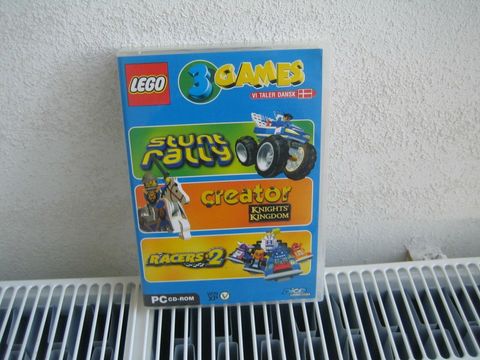 LEGO
3 GAMES
VI TALER DANSK
stunt
rally
creator
KNIGHTS'
KINGDOM
RACERS 2
PC CD-ROM